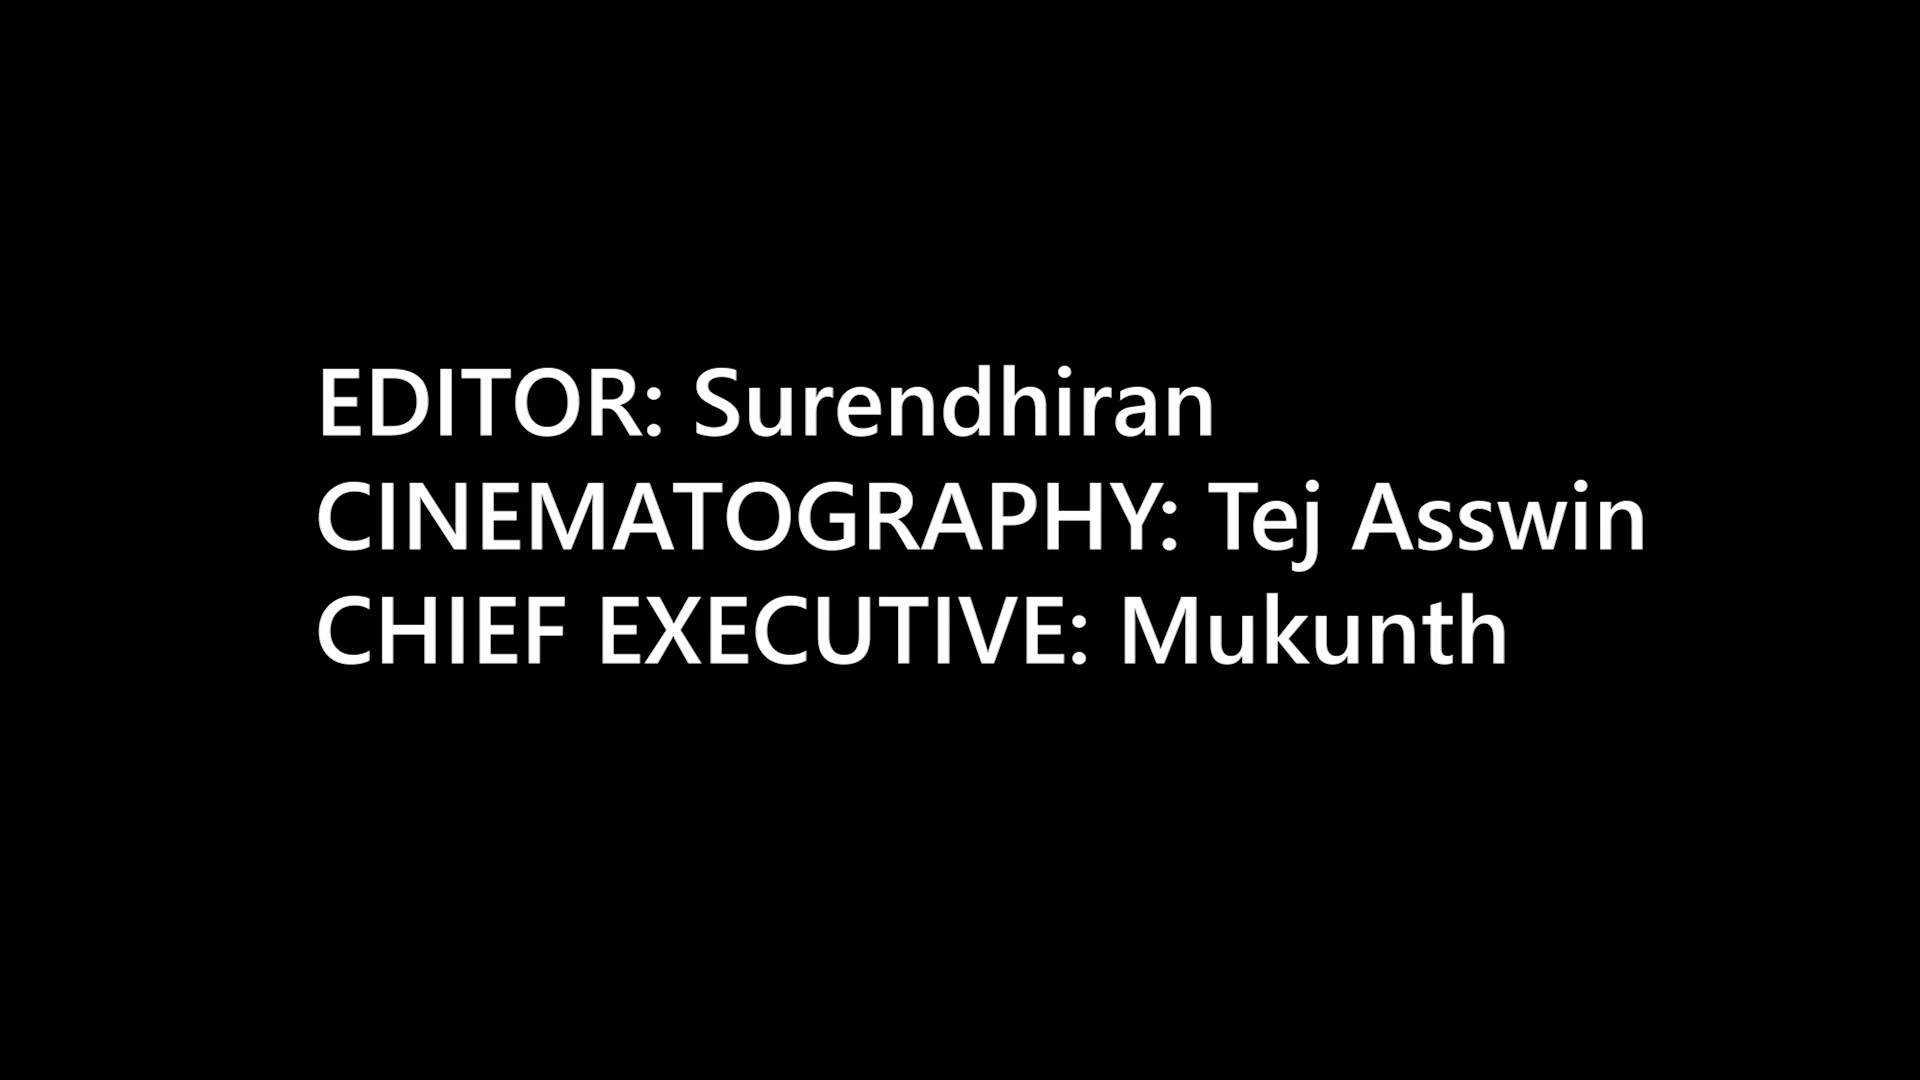 EDITOR: Surendhiran
CINEMATOGRAPHY: Tej Asswin
CHIEF EXECUTIVE: Mukunth